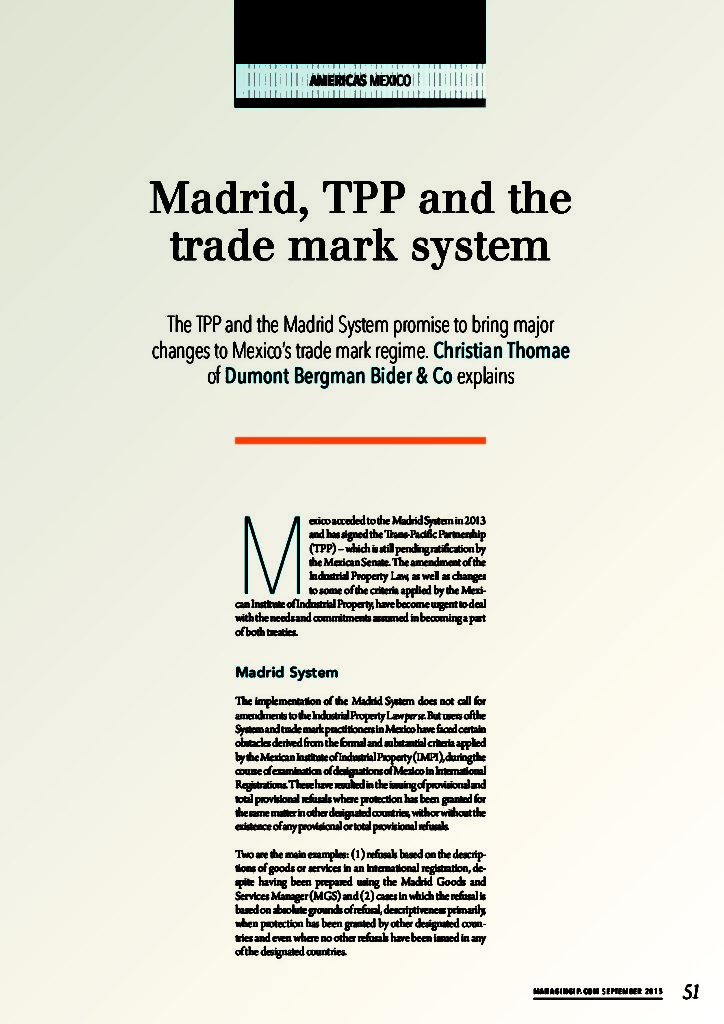 AMERICAS MEXICO
Madrid, TPP and the
trade mark system
The TPP and the Madrid System promise to bring major
changes to Mexico's trade mark regime. Christian Thomae
of Dumont Bergman Bider & Co explains
Mexico acceded to the Madrid System in 2013
and has signed the Trans-Pacific Partnership
(TPP) – which is still pending ratification by
the Mexican Senate. The amendment of the
Industrial Property Law, as well as changes
to some of the criteria applied by the Mexi-
can Institute of Industrial Property, have become urgent to deal
with the needs and commitments assumed in becoming a part
of both treaties.
Madrid System
The implementation of the Madrid System does not call for
amendments to the Industrial Property Law per se. But users of the
System and trade mark practitioners in Mexico have faced certain
obstacles derived from the formal and substantial criteria applied
by the Mexican Institute of Industrial Property (IMPI), during the
course of examination of designations of Mexico in International
Registrations. These have resulted in the issuing of provisional and
total provisional refusals where protection has been granted for
the same matter in other designated countries, with or without the
existence of any provisional or total provisional refusals.
Two are the main examples: (1) refusals based on the descrip-
tions of goods or services in an international registration, de-
spite having been prepared using the Madrid Goods and
Services Manager (MGS) and (2) cases in which the refusal is
based on absolute grounds of refusal, descriptiveness primarily,
when protection has been granted by other designated coun-
tries and even where no other refusals have been issued in any
of the designated countries.
MANAGINGIP.COM SEPTEMBER 2015 51